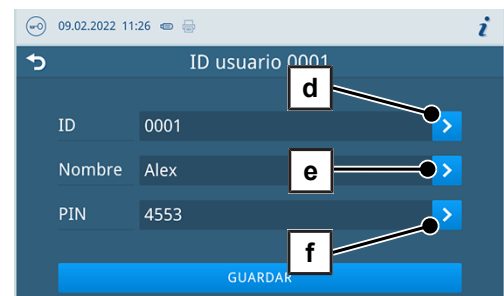 09.02.2022 11:26
ID usuario 0001
d
ID 0001
Nombre Alex
e
PIN 4553
f
GUARDAR